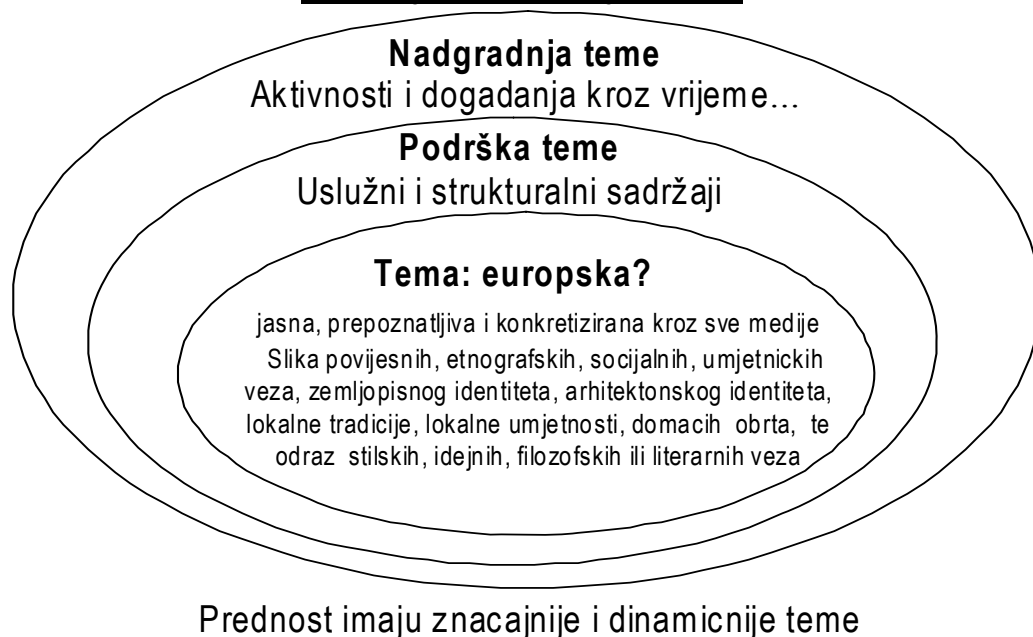 Nadgradnja teme
Aktivnosti i dogadanja kroz vrijeme...
Podrška teme
Uslužni i strukturalni sadržaji
Tema: europska?
jasna, prepoznatljiva i konkretizirana kroz sve medije
Slika povijesnih, etnografskih, socijalnih, umjetnickih
veza, zemljopisnog identiteta, arhitektonskog identiteta,
lokalne tradicije, lokalne umjetnosti, domacih obrta, te
odraz stilskih, idejnih, filozofskih ili literarnih veza
Prednost imaju znacajnije i dinamicnije teme